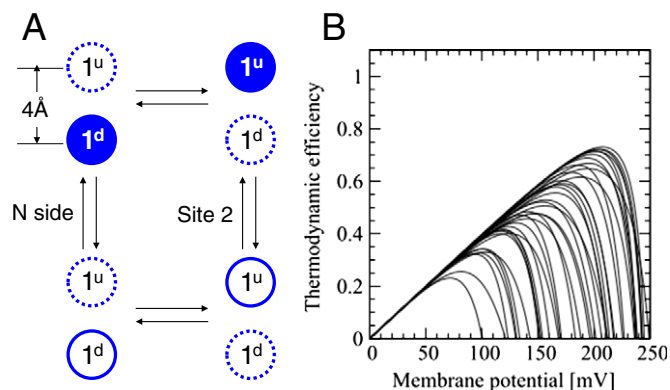 A
1ᵘ
1ᵘ
4Å
1ᵈ
1ᵈ
N side
Site 2
1ᵘ
1ᵘ
1ᵈ
1ᵈ
B
Thermodynamic efficiency
1
0.8
0.6
0.4
0.2
0
0 50 100 150 200 250
Membrane potential [mV]